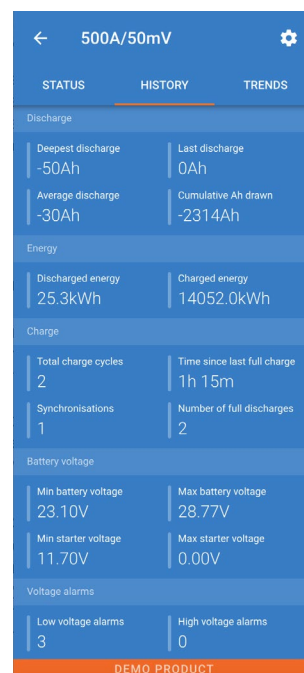 500A/50mV
STATUS HISTORY TRENDS
Discharge
Deepest discharge Last discharge
-50Ah 0Ah
Average discharge Cumulative Ah drawn
-30Ah -2314Ah
Energy
Discharged energy Charged energy
25.3kWh 14052.0kWh
Charge
Total charge cycles Time since last full charge
2 1h 15m
Synchronisations Number of full discharges
1 2
Battery voltage
Min battery voltage Max battery voltage
23.10V 28.77V
Min starter voltage Max starter voltage
11.70V 0.00V
Voltage alarms
Low voltage alarms High voltage alarms
3 0
DEMO PRODUCT